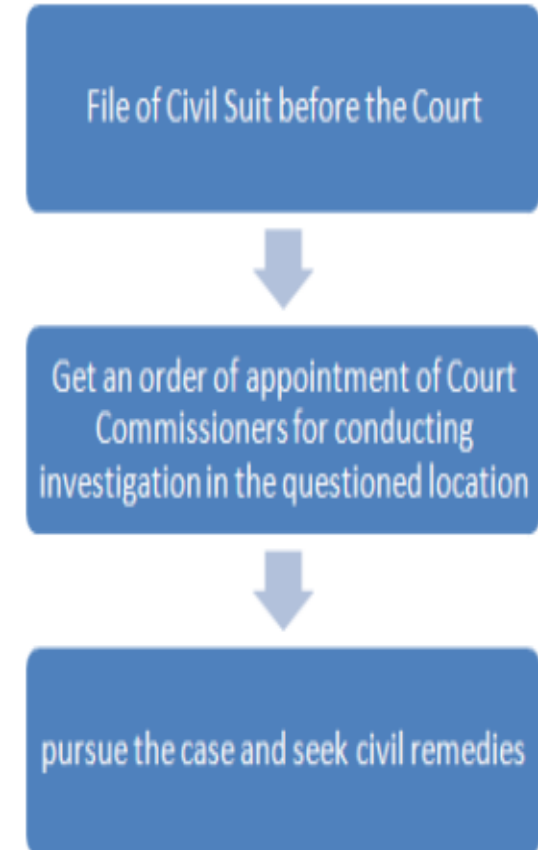 File of Civil Suit before the Court
Get an order of appointment of Court
Commissioners for conducting
investigation in the questioned location
pursue the case and seek civil remedies